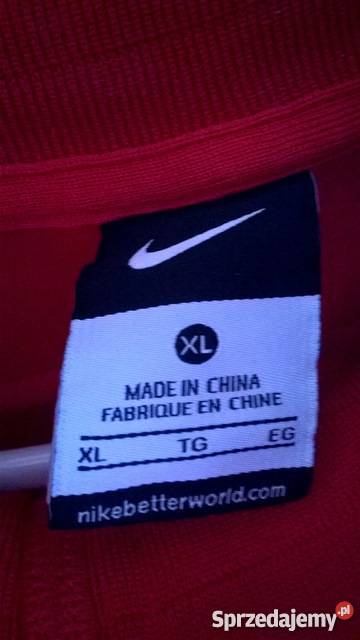 XL
MADE IN CHINA
FABRIQUE EN CHINE
XL TG EG
nikebetterworld.com
Sprzedajemy.pl